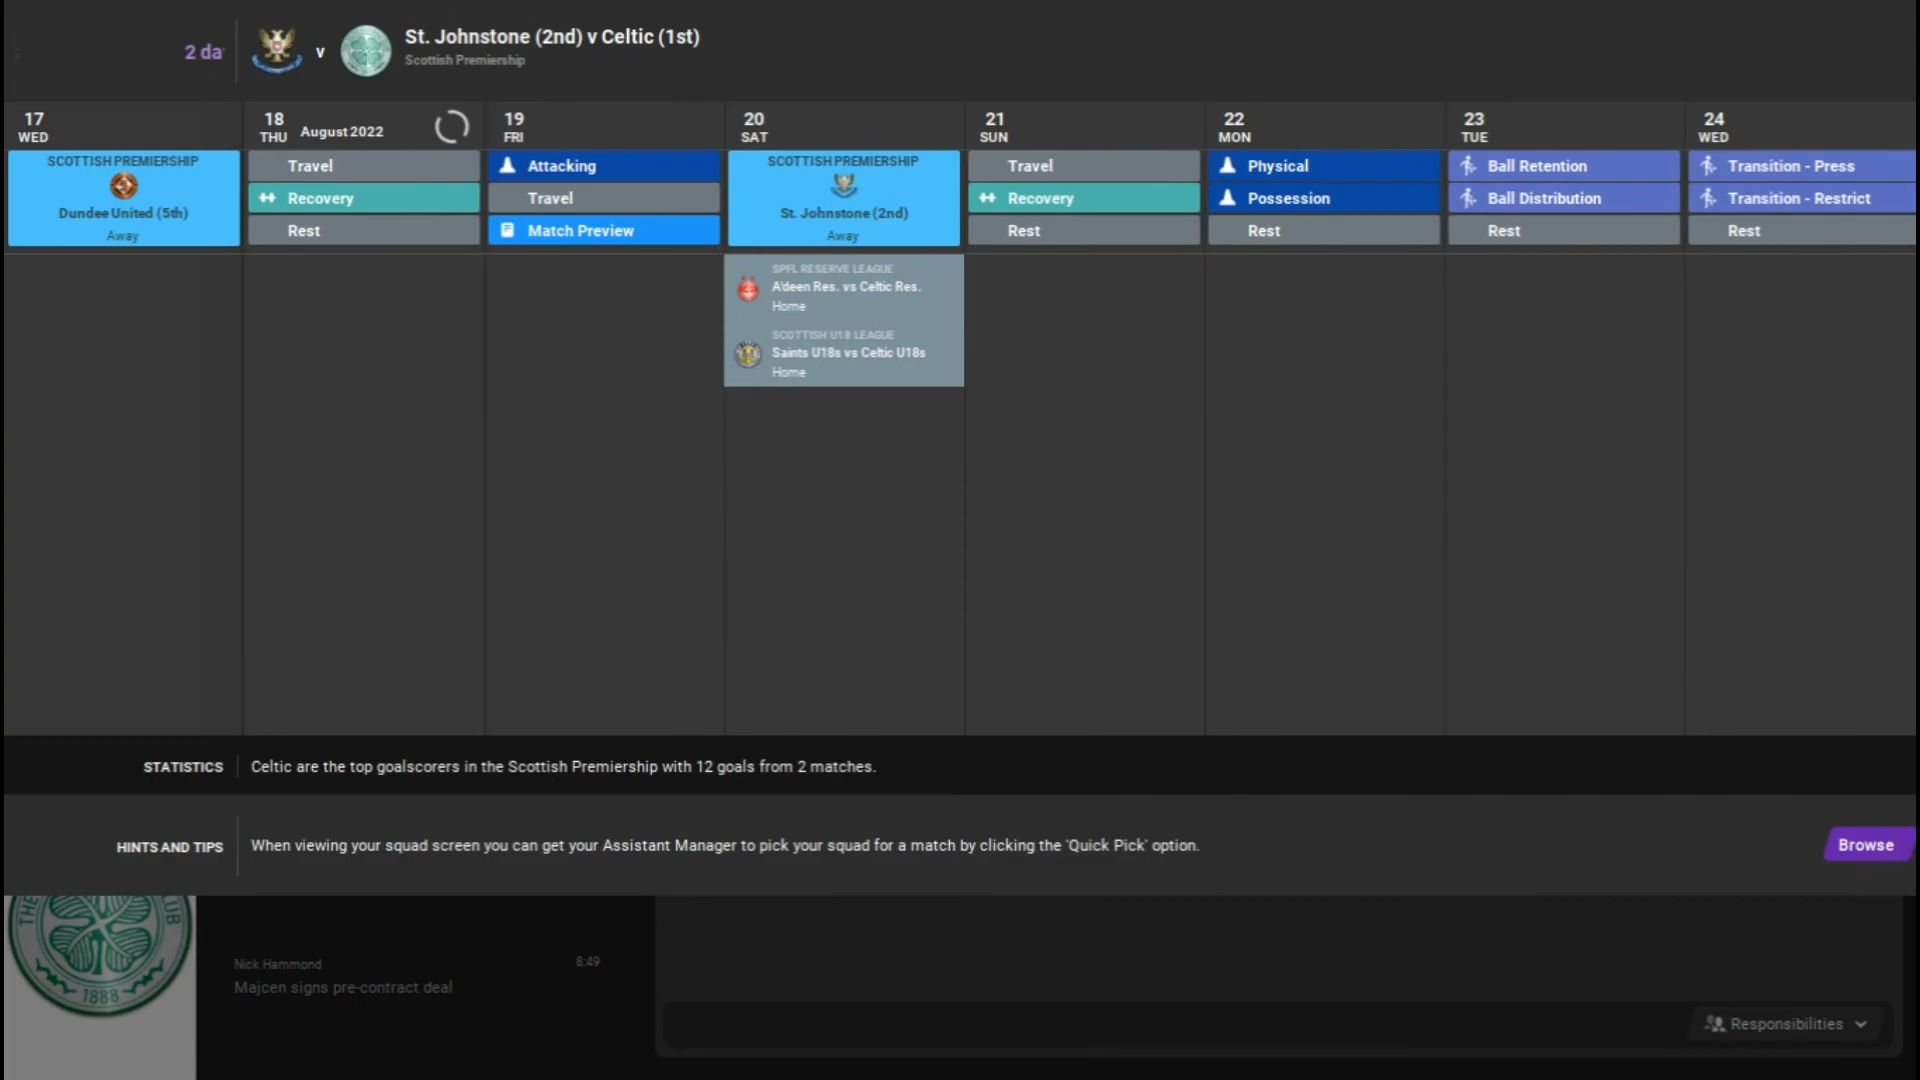 2 da
v
St. Johnstone (2nd) v Celtic (1st)
Scottish Premiership
17
WED
18
THU August 2022
19
FRI
20
SAT
21
SUN
22
MON
23
TUE
24
WED
SCOTTISH PREMIERSHIP
Dundee United (5th)
Away
Travel
Recovery
Rest
Attacking
Travel
Match Preview
SCOTTISH PREMIERSHIP
St. Johnstone (2nd)
Away
Travel
Recovery
Rest
Physical
Possession
Rest
Ball Retention
Ball Distribution
Rest
Transition - Press
Transition - Restrict
Rest
SPFL RESERVE LEAGUE
A'deen Res. vs Celtic Res.
Home
SCOTTISH U18 LEAGUE
Saints U18s vs Celtic U18s
Home
STATISTICS
Celtic are the top goalscorers in the Scottish Premiership with 12 goals from 2 matches.
HINTS AND TIPS
When viewing your squad screen you can get your Assistant Manager to pick your squad for a match by clicking the 'Quick Pick' option.
Browse
THE
UB
1888
Nick Hammond
8:49
Majcen signs pre-contract deal
Responsibilities